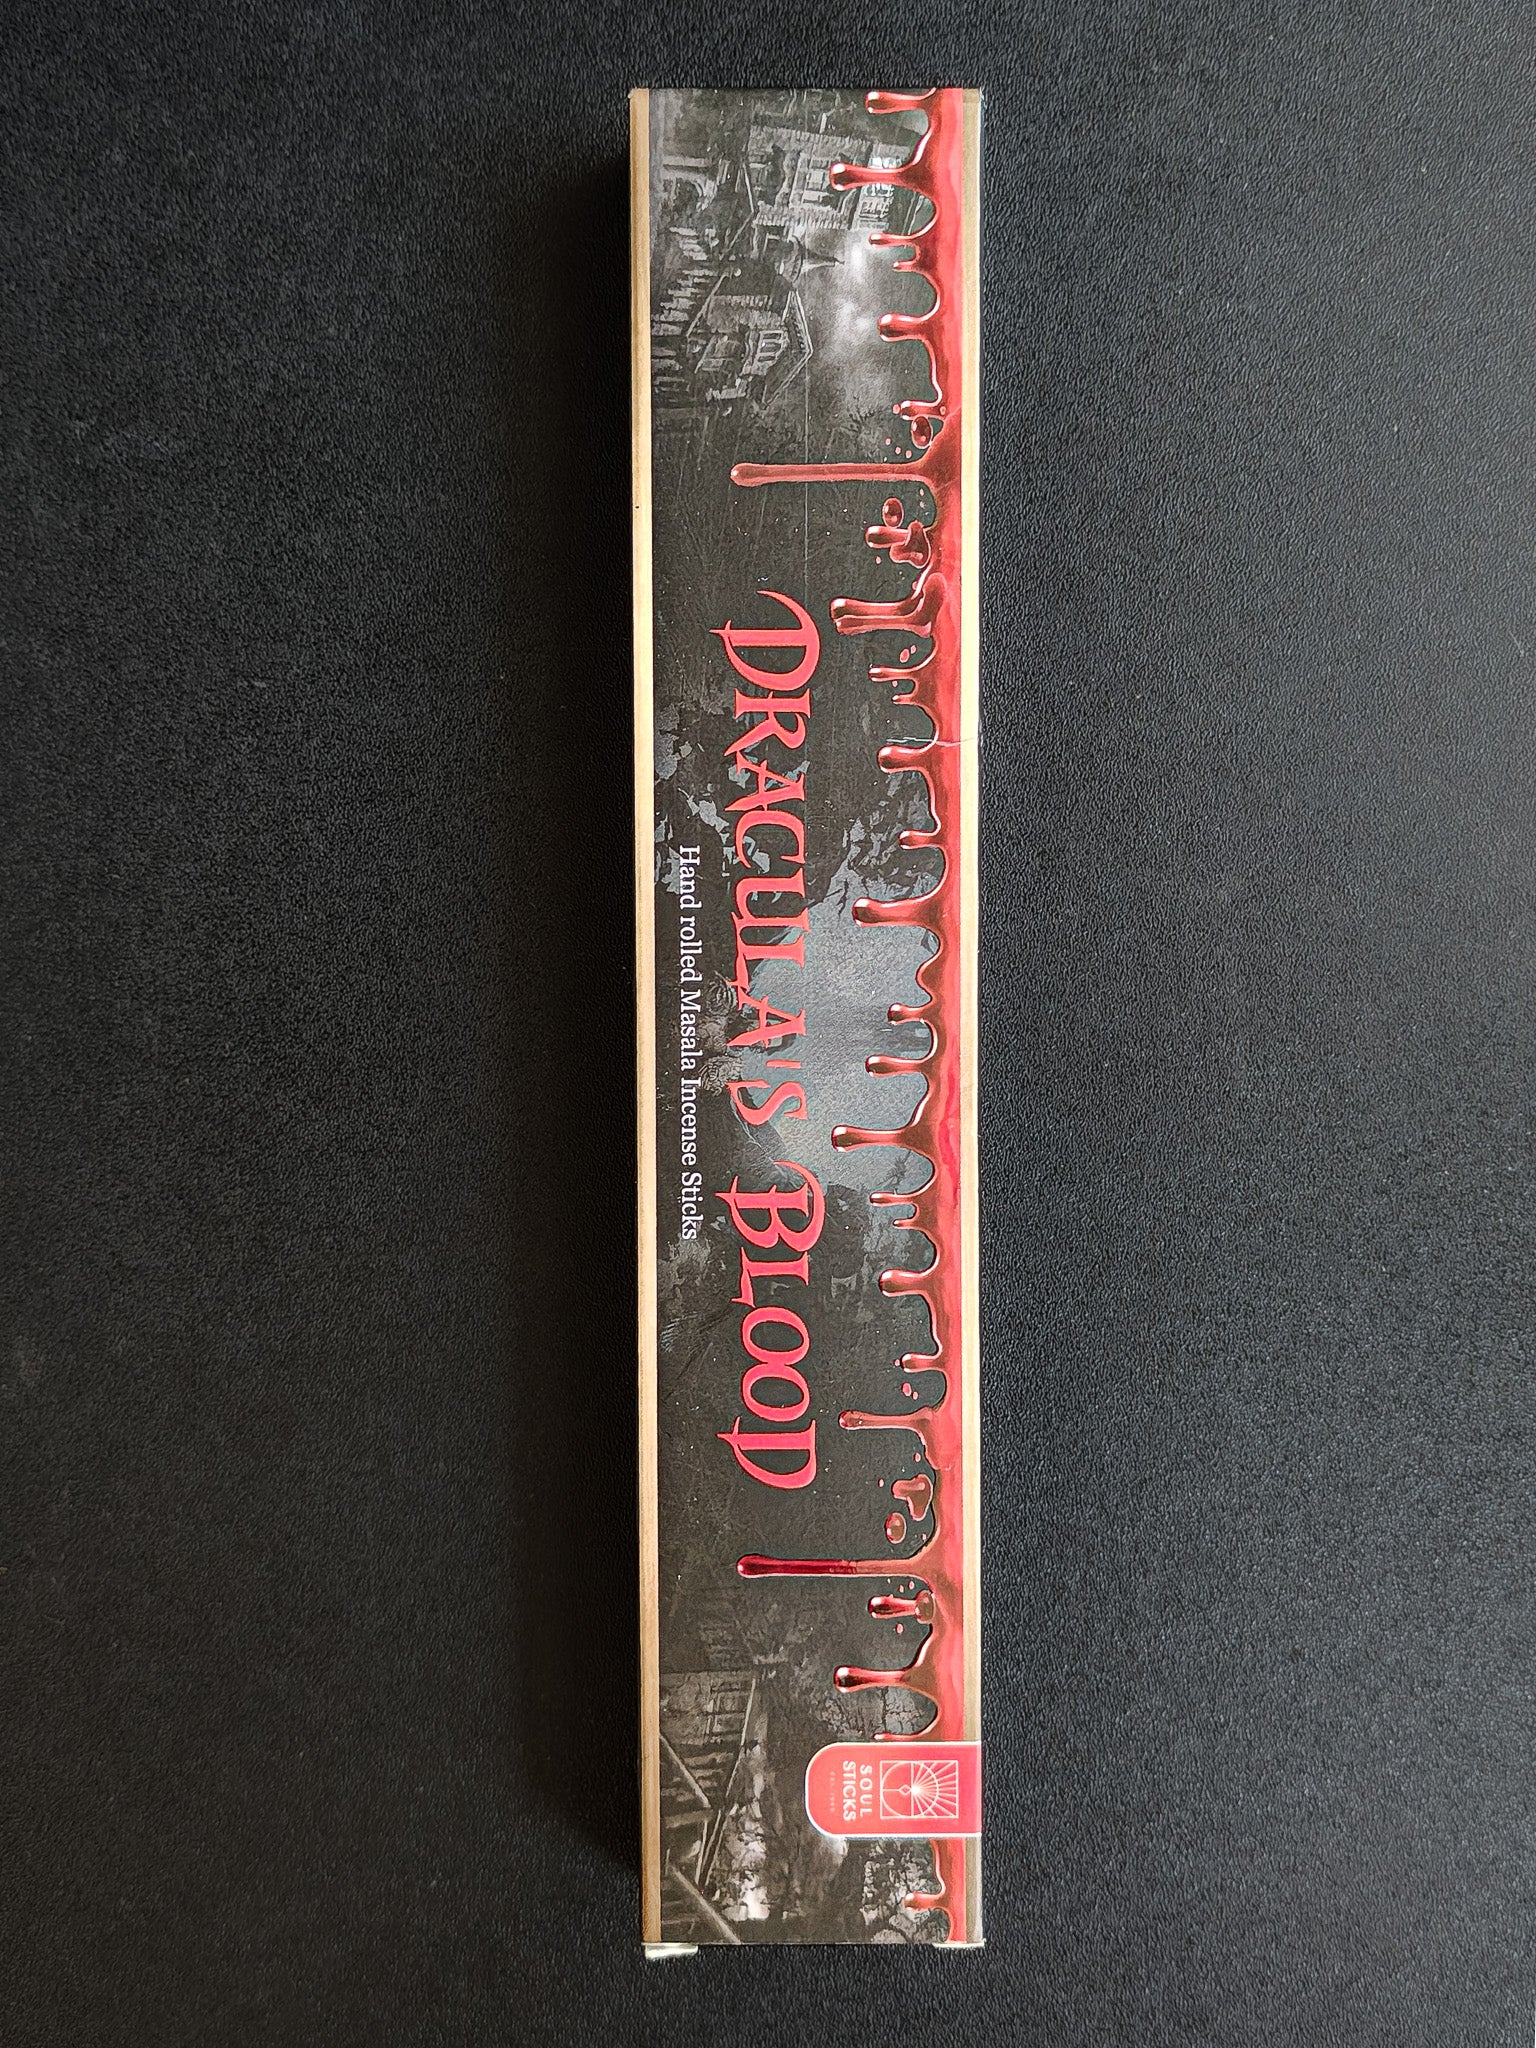 DRACULA'S BLOOD
Hand rolled Masala Incense Sticks
SOUL
STICKS